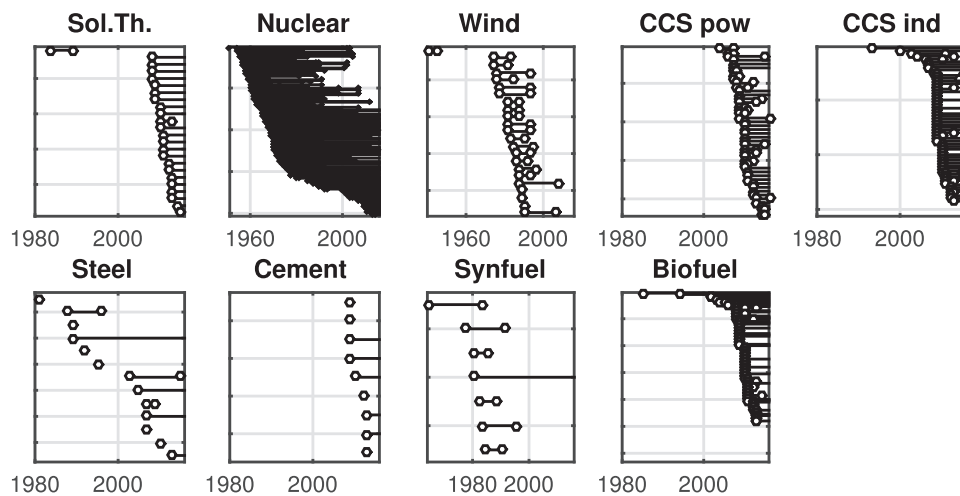 Sol.Th. Nuclear Wind CCS pow CCS ind
1980 2000 1960 2000 1960 2000 1980 2000 1980 2000
Steel Cement Synfuel Biofuel
1980 2000 1980 2000 1980 2000 1980 2000